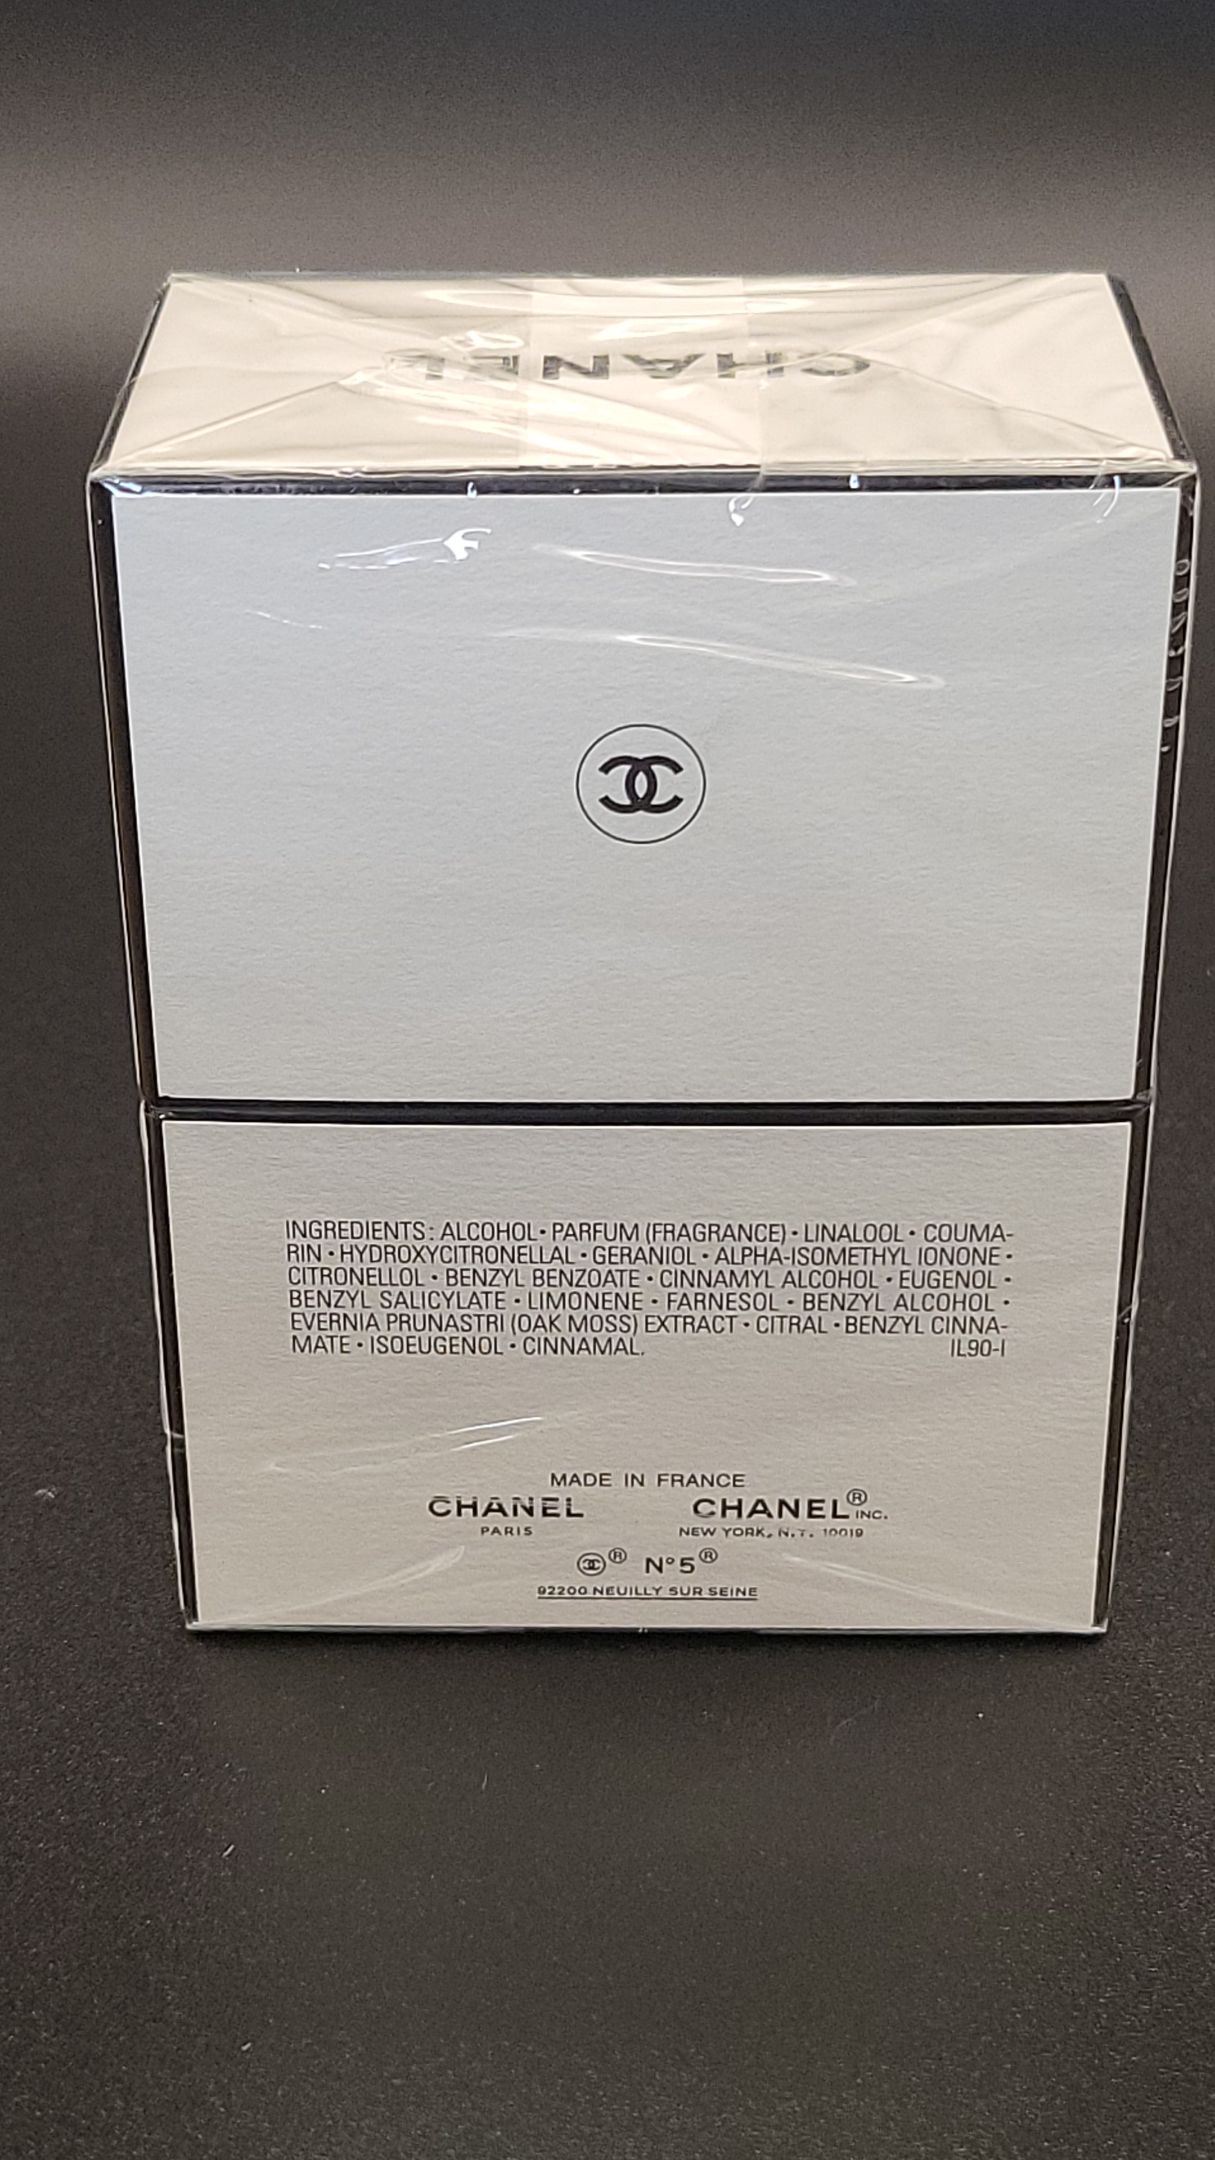 CHANEL
INGREDIENTS: ALCOHOL • PARFUM (FRAGRANCE) • LINALOOL • COUMA-
RIN • HYDROXYCITRONELLAL • GERANIOL • ALPHA-ISOMETHYL IONONE •
CITRONELLOL • BENZYL BENZOATE • CINNAMYL ALCOHOL • EUGENOL •
BENZYL SALICYLATE • LIMONENE • FARNESOL • BENZYL ALCOHOL •
EVERNIA PRUNASTRI (OAK MOSS) EXTRACT • CITRAL • BENZYL CINNA-
MATE • ISOEUGENOL • CINNAMAL. IL90-I
MADE IN FRANCE
CHANEL CHANEL® INC.
PARIS NEW YORK, N.Y. 10019
® N°5®
92200 NEUILLY SUR SEINE